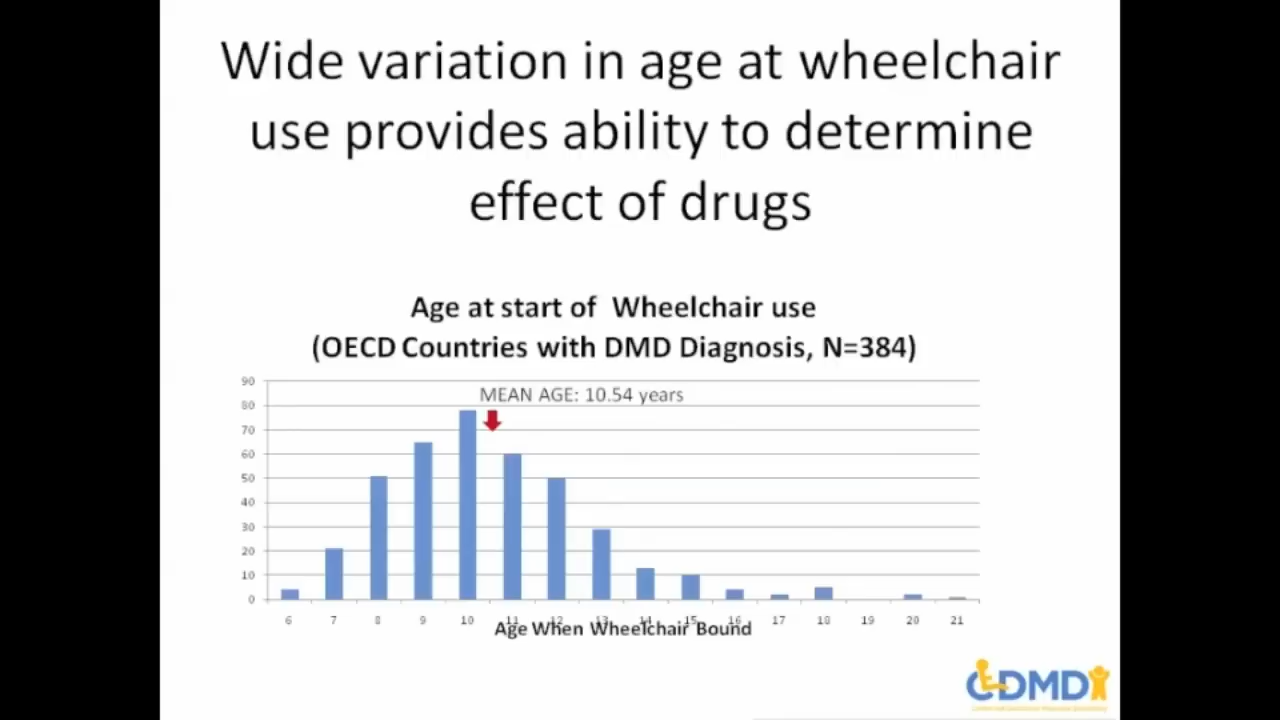 Wide variation in age at wheelchair
use provides ability to determine
effect of drugs
Age at start of Wheelchair use
(OECD Countries with DMD Diagnosis, N=384)
MEAN AGE: 10.54 years
90
80
70
60
50
40
30
20
10
0
6 7 8 9 10 11 12 13 14 15 16 17 18 19 20 21
Age When Wheelchair Bound
CDMD